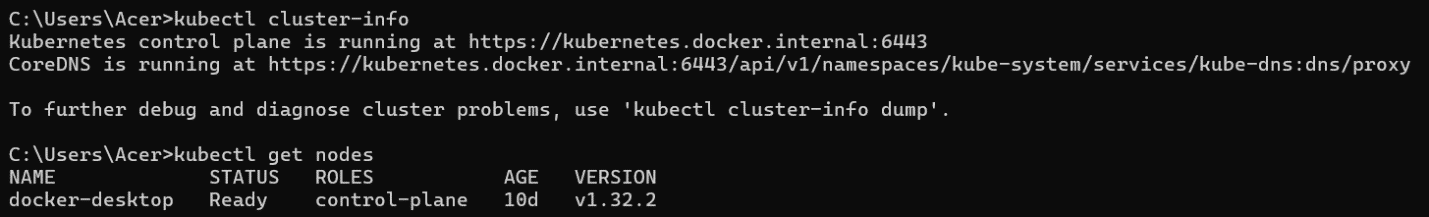 C:\Users\Acer>kubectl cluster-info
Kubernetes control plane is running at https://kubernetes.docker.internal:6443
CoreDNS is running at https://kubernetes.docker.internal:6443/api/v1/namespaces/kube-system/services/kube-dns:dns/proxy
To further debug and diagnose cluster problems, use 'kubectl cluster-info dump'.
C:\Users\Acer>kubectl get nodes
NAME             STATUS   ROLES           AGE   VERSION
docker-desktop   Ready    control-plane   10d   v1.32.2